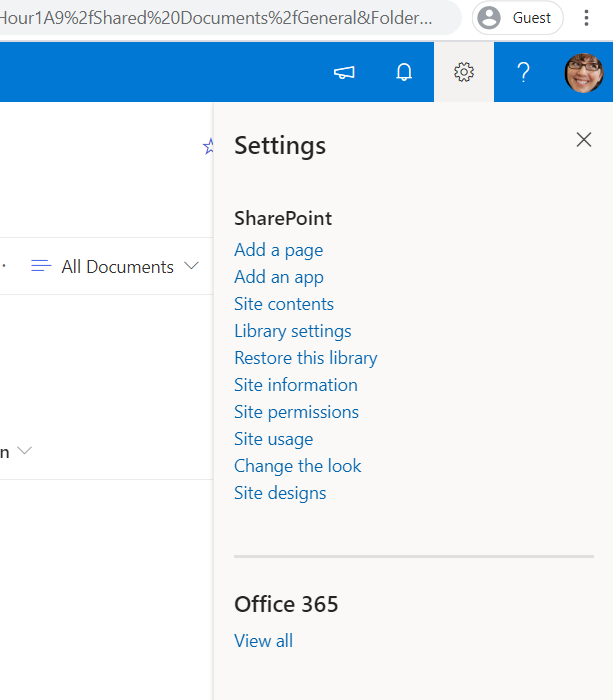 Hour1A9%2fShared%20Documents%2fGeneral&Folder...
Guest
?
Settings
SharePoint
Add a page
Add an app
Site contents
Library settings
Restore this library
Site information
Site permissions
Site usage
Change the look
Site designs
All Documents
n
Office 365
View all